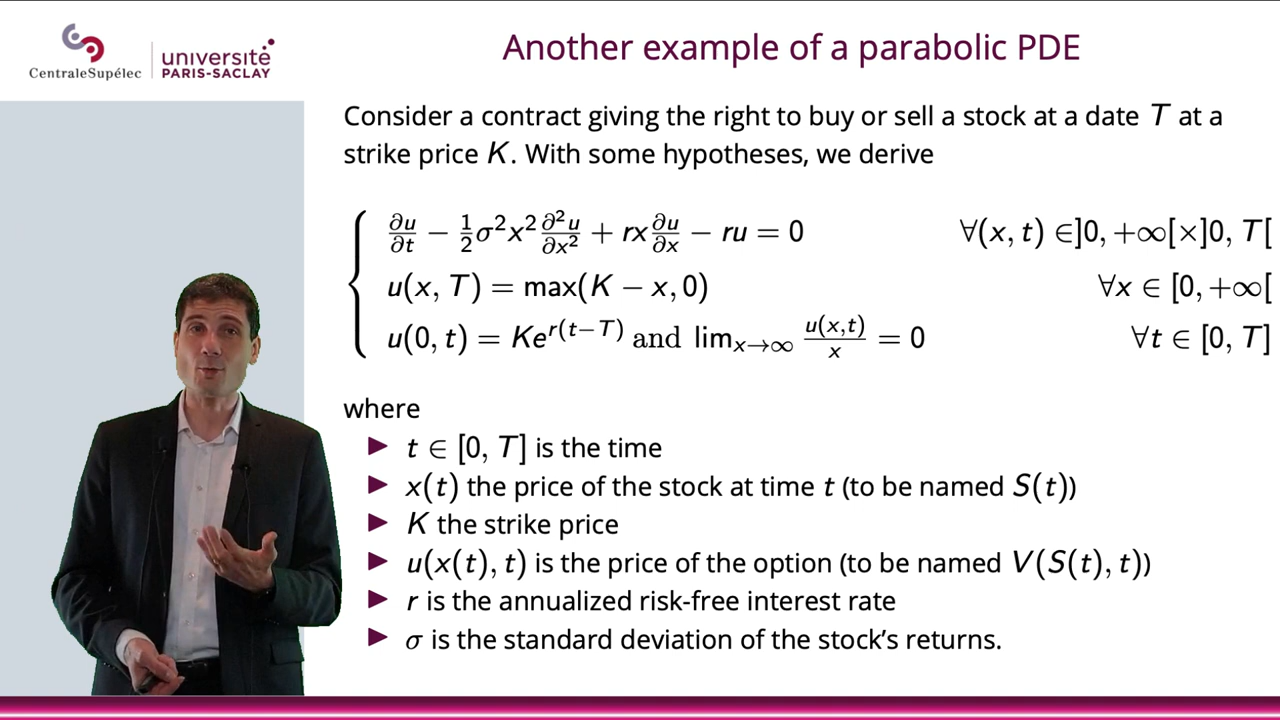 CentraleSupélec
université
PARIS-SACLAY
Another example of a parabolic PDE
Consider a contract giving the right to buy or sell a stock at a date T at a
strike price K. With some hypotheses, we derive
∂u/∂t − 1/2 σ²x² ∂²u/∂x² + rx ∂u/∂x − ru = 0 ∀(x, t) ∈]0, +∞[×]0, T[
u(x, T) = max(K − x, 0) ∀x ∈ [0, +∞[
u(0, t) = Ke^{r(t−T)} and lim_{x→∞} u(x,t)/x = 0 ∀t ∈ [0, T]
where
▶ t ∈ [0, T] is the time
▶ x(t) the price of the stock at time t (to be named S(t))
▶ K the strike price
▶ u(x(t), t) is the price of the option (to be named V(S(t), t))
▶ r is the annualized risk-free interest rate
▶ σ is the standard deviation of the stock’s returns.